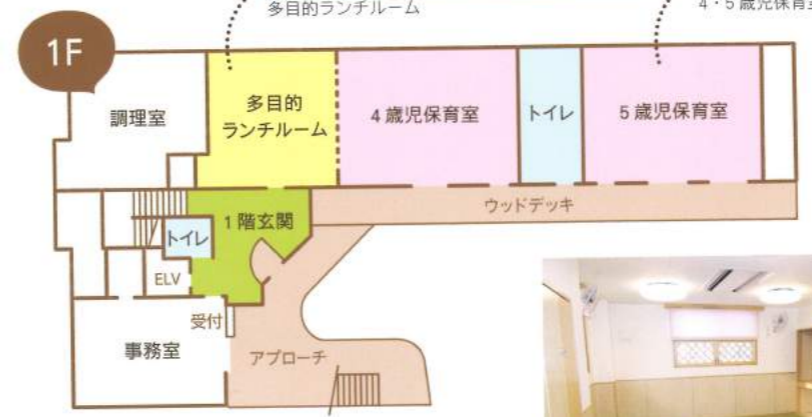 多目的ランチルーム
4・5歳児保育室
1F
調理室
多目的
ランチルーム
4歳児保育室
トイレ
5歳児保育室
ウッドデッキ
1階玄関
トイレ
ELV
受付
事務室
アプローチ